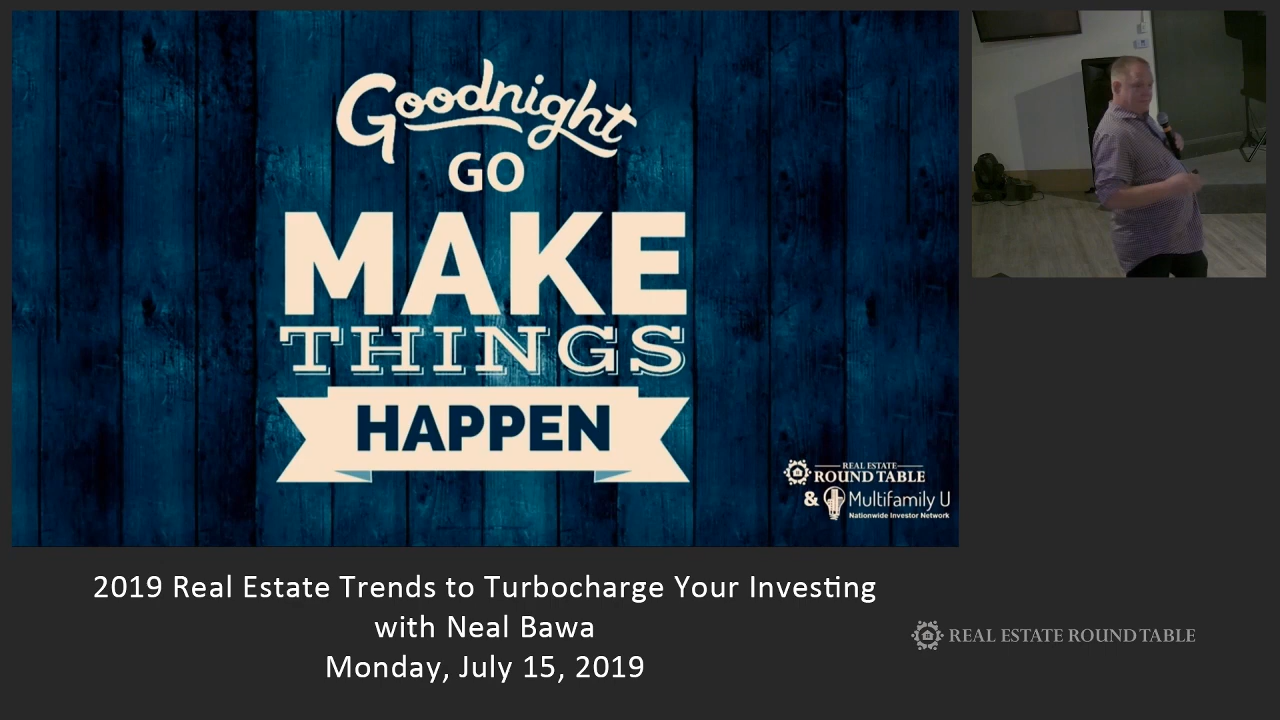 Goodnight
GO
MAKE
THINGS
HAPPEN
REAL ESTATE
ROUND TABLE
& Multifamily U
Nationwide Investor Network
2019 Real Estate Trends to Turbocharge Your Investing
with Neal Bawa
Monday, July 15, 2019
REAL ESTATE ROUND TABLE